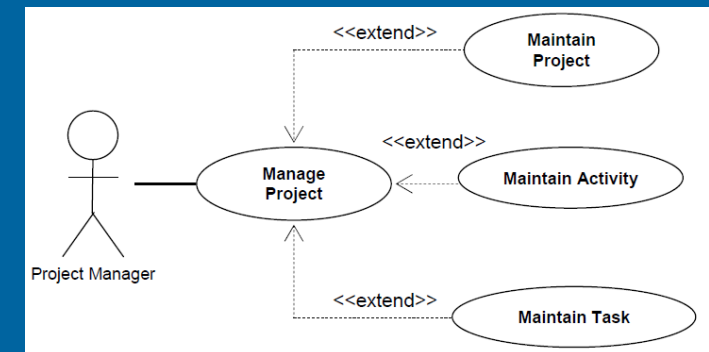 <<extend>>
Maintain
Project
<<extend>>
Manage
Project
Maintain Activity
Project Manager
<<extend>>
Maintain Task